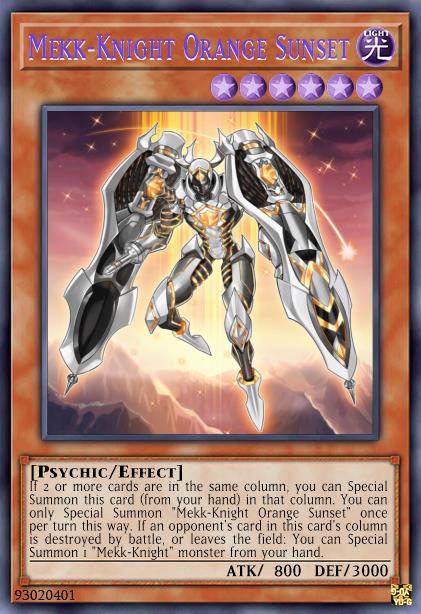 Mekk-Knight Orange Sunset
LIGHT
光
[Psychic/Effect]
If 2 or more cards are in the same column, you can Special
Summon this card (from your hand) in that column. You can
only Special Summon "Mekk-Knight Orange Sunset" once
per turn this way. If an opponent's card in this card's column
is destroyed by battle, or leaves the field: You can Special
Summon 1 "Mekk-Knight" monster from your hand.
ATK/ 800 DEF/3000
93020401